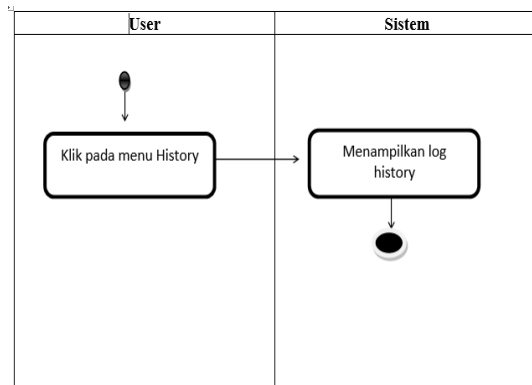 User
Sistem
Klik pada menu History
Menampilkan log
history